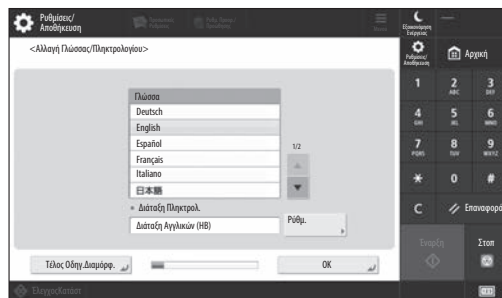 Ρυθμίσεις/
Αποθήκευση
Εξοικονόμηση
Ενέργειας
<Αλλαγή Γλώσσας/Πληκτρολογίου>
Ρυθμίσεις/
Αποθήκευση
Αρχική
Γλώσσα
Deutsch
English
Español
Français
Italiano
日本語
1/2
Διάταξη Πληκτρολ.
Διάταξη Αγγλικών (ΗΒ)
Ρύθμ.
Τέλος Οδηγ.Διαμόρφ.
OK
1
2 ABC
3 DEF
4 GHI
5 JKL
6 MNO
7 PQRS
8 TUV
9 WXYZ
* 0 #
C
Επαναφορά
Έναρξη
Στοπ
ΕλεγχοςΚατάστ